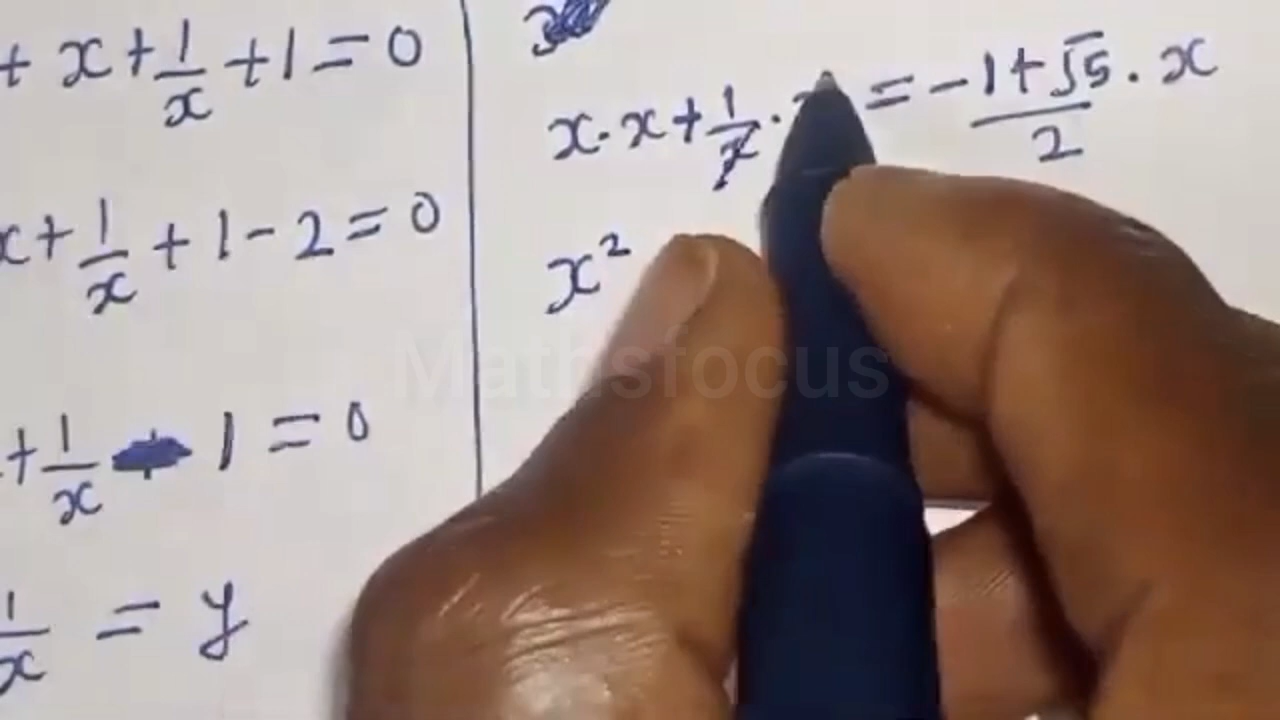 + x + 1/x + 1 = 0
x + 1/x + 1 - 2 = 0
+ 1/x 1 = 0
1/x = y
x · x + 1/x · = -1 + √5/2 · x
x²
Mathsfocus